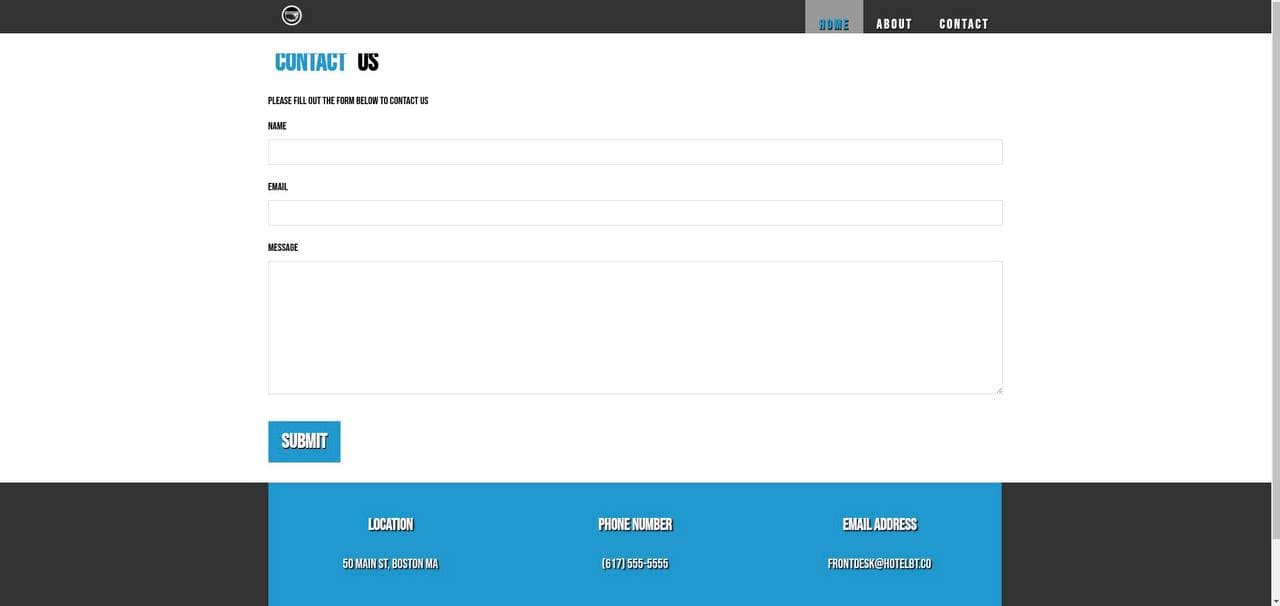 HOME ABOUT CONTACT
CONTACT US
PLEASE FILL OUT THE FORM BELOW TO CONTACT US
NAME
EMAIL
MESSAGE
SUBMIT
LOCATION PHONE NUMBER EMAIL ADDRESS
50 MAIN ST, BOSTON MA (617) 555-5555 FRONTDESK@HOTELBT.CO